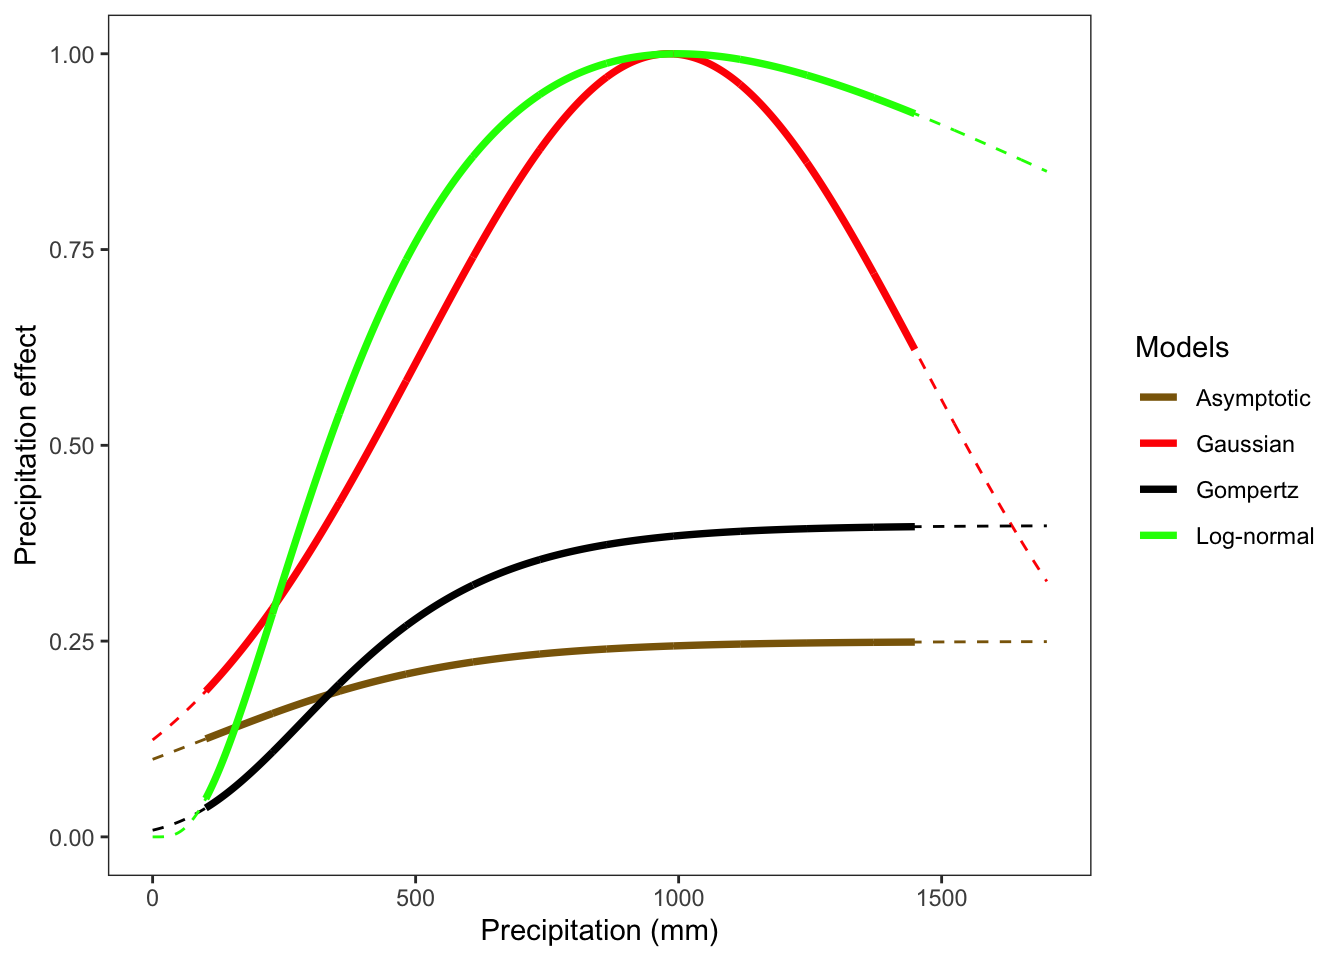 1.00
0.75
0.50
0.25
0.00
Precipitation effect
0
500
1000
1500
Precipitation (mm)
Models
Asymptotic
Gaussian
Gompertz
Log-normal